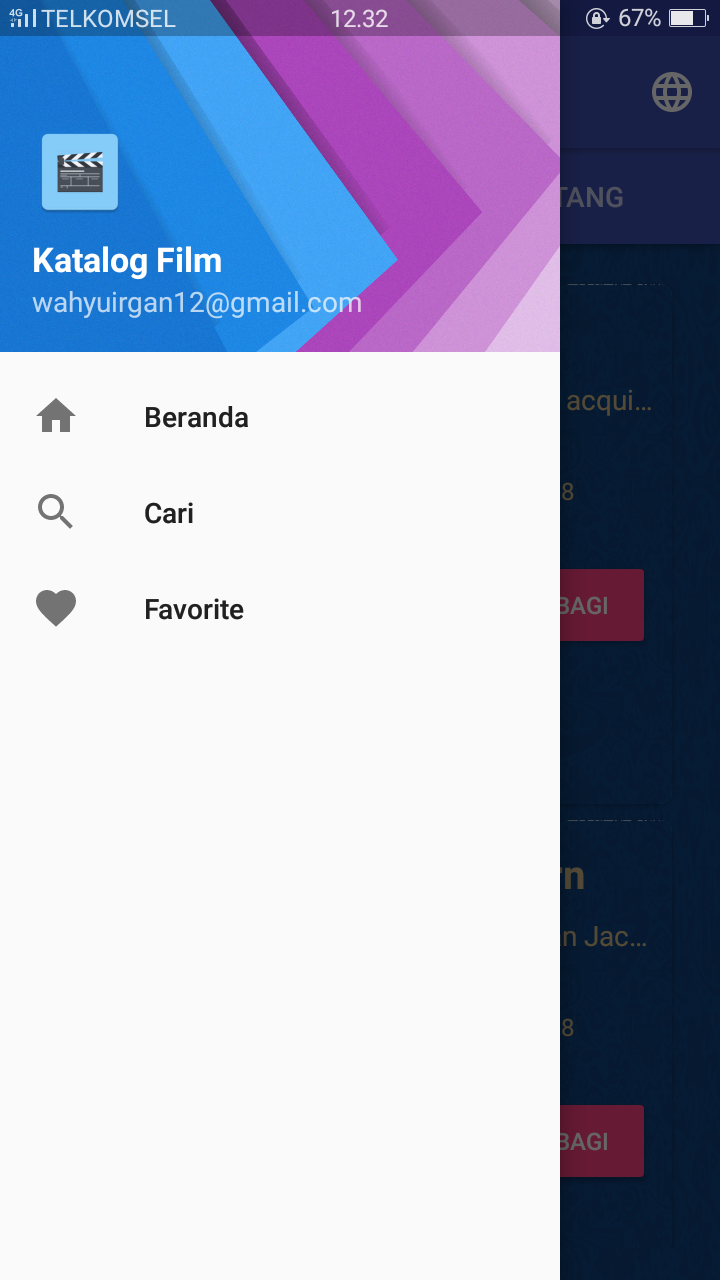 4G TELKOMSEL 12.32 67%
TANG
Katalog Film
wahyuirgan12@gmail.com
Beranda
acqui...
Cari
8
Favorite
BAGI
rn
n Jac...
8
BAGI